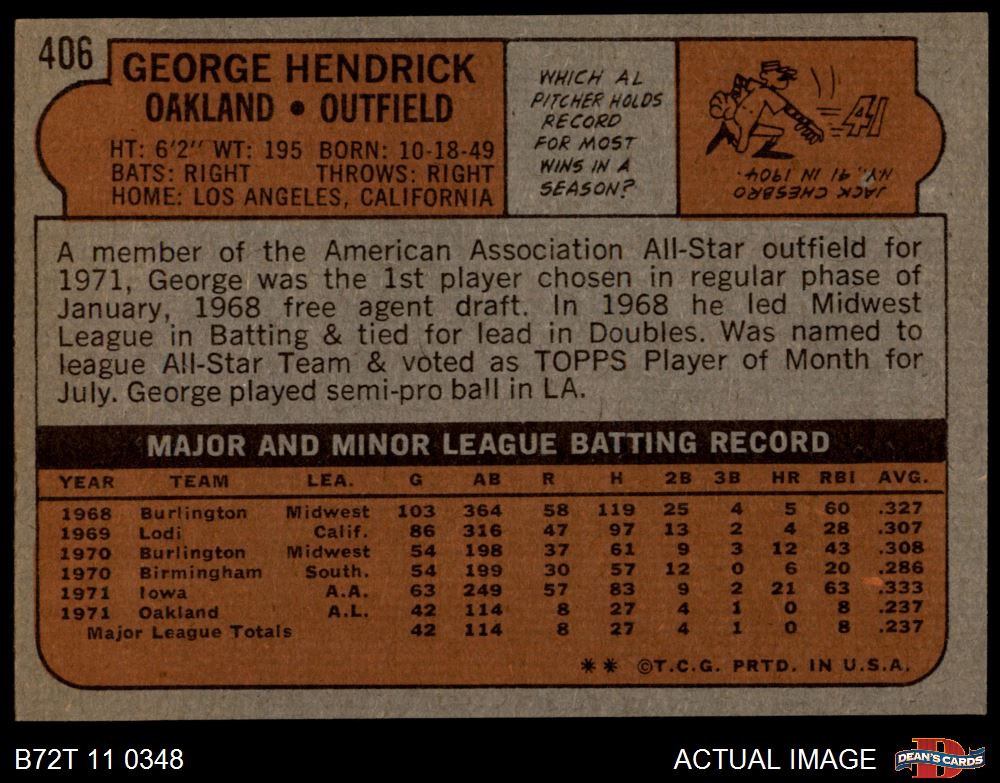 406
GEORGE HENDRICK
OAKLAND • OUTFIELD
HT: 6'2" WT: 195 BORN: 10-18-49
BATS: RIGHT THROWS: RIGHT
HOME: LOS ANGELES, CALIFORNIA
WHICH AL
PITCHER HOLDS
RECORD
FOR MOST
WINS IN A
SEASON?
41
JACK CHESBRO
N.Y. 41 IN 1904.
A member of the American Association All-Star outfield for
1971, George was the 1st player chosen in regular phase of
January, 1968 free agent draft. In 1968 he led Midwest
League in Batting & tied for lead in Doubles. Was named to
league All-Star Team & voted as TOPPS Player of Month for
July. George played semi-pro ball in LA.
MAJOR AND MINOR LEAGUE BATTING RECORD
YEAR TEAM LEA. G AB R H 2B 3B HR RBI AVG.
1968 Burlington Midwest 103 364 58 119 25 4 5 60 .327
1969 Lodi Calif. 86 316 47 97 13 2 4 28 .307
1970 Burlington Midwest 54 198 37 61 9 3 12 43 .308
1970 Birmingham South. 54 199 30 57 12 0 6 20 .286
1971 Iowa A.A. 63 249 57 83 9 2 21 63 .333
1971 Oakland A.L. 42 114 8 27 4 1 0 8 .237
Major League Totals 42 114 8 27 4 1 0 8 .237
** ©T.C.G. PRTD. IN U.S.A.
B72T 11 0348
ACTUAL IMAGE
D
DEAN'S CARDS